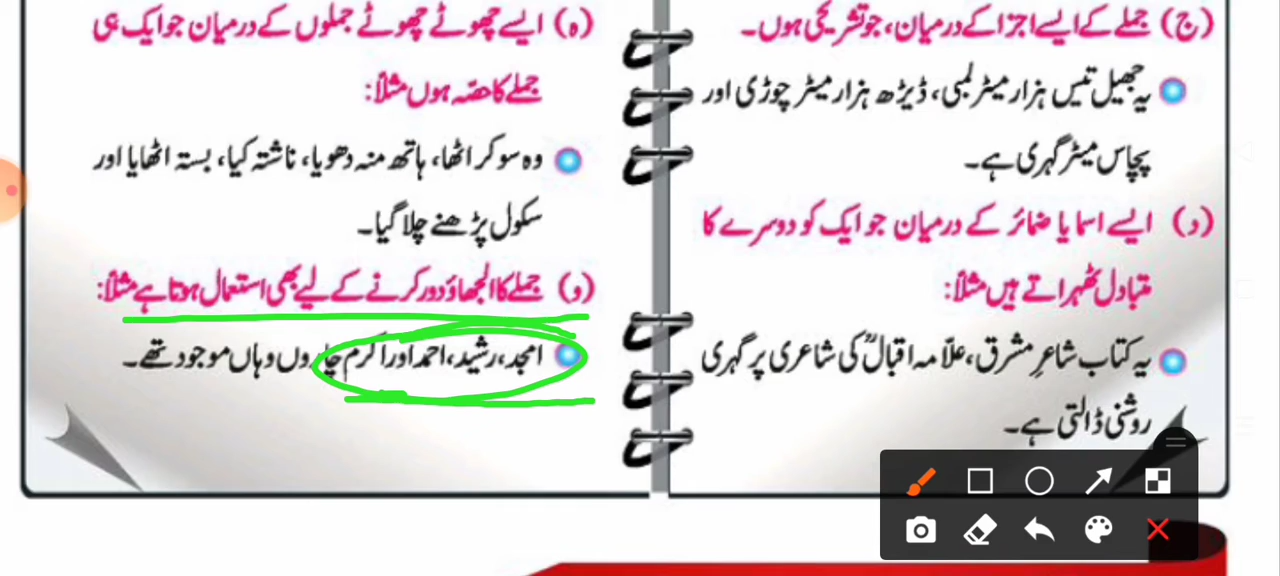 (ج) جملے کے ایسے اجزا کے درمیان، جو تشریحی ہوں۔
یہ جھیل تیس ہزار میٹر لمبی، ڈیڑھ ہزار میٹر چوڑی اور
پچاس میٹر گہری ہے۔
(د) ایسے اسما یا ضمائر کے درمیان جو ایک کو دوسرے کا
متبادل ٹھہراتے ہیں مثلاً:
یہ کتاب شاعرِ مشرق، علّامہ اقبالؒ کی شاعری پر گہری
روشنی ڈالتی ہے۔
(ہ) ایسے چھوٹے چھوٹے جملوں کے درمیان جو ایک ہی
جملے کا حصّہ ہوں مثلاً:
وہ سو کر اٹھا، ہاتھ منہ دھویا، ناشتہ کیا، بستہ اٹھایا اور
سکول پڑھنے چلا گیا۔
(و) جملے کا الجھاؤ دور کرنے کے لیے بھی استعمال ہوتا ہے مثلاً:
امجد، رشید، احمد اور اکرم چاروں وہاں موجود تھے۔